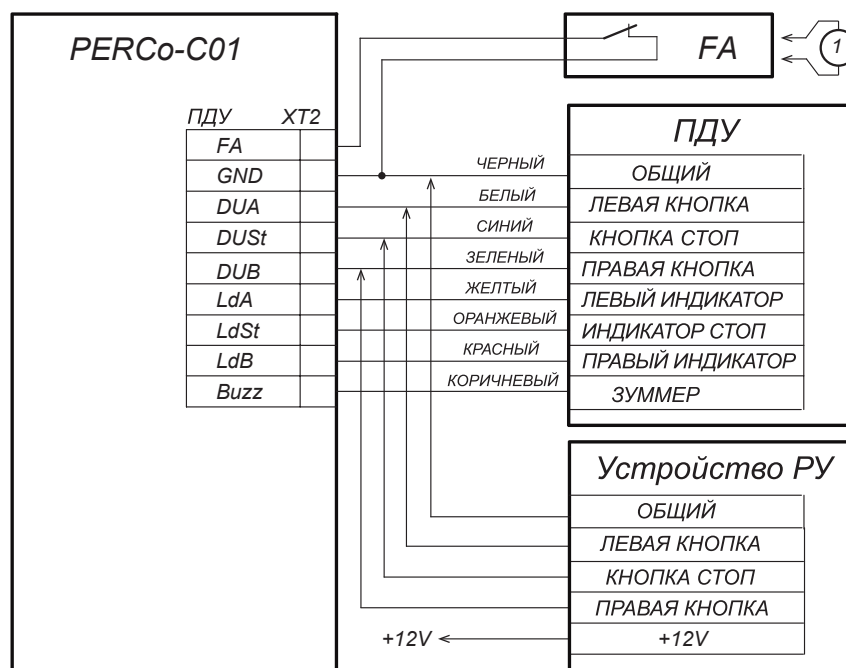 PERCo-C01
FA
1
ПДУ XT2
FA
GND
DUA
DUSt
DUB
LdA
LdSt
LdB
Buzz
ЧЕРНЫЙ
БЕЛЫЙ
СИНИЙ
ЗЕЛЕНЫЙ
ЖЕЛТЫЙ
ОРАНЖЕВЫЙ
КРАСНЫЙ
КОРИЧНЕВЫЙ
ПДУ
ОБЩИЙ
ЛЕВАЯ КНОПКА
КНОПКА СТОП
ПРАВАЯ КНОПКА
ЛЕВЫЙ ИНДИКАТОР
ИНДИКАТОР СТОП
ПРАВЫЙ ИНДИКАТОР
ЗУММЕР
Устройство РУ
ОБЩИЙ
ЛЕВАЯ КНОПКА
КНОПКА СТОП
ПРАВАЯ КНОПКА
+12V
+12V